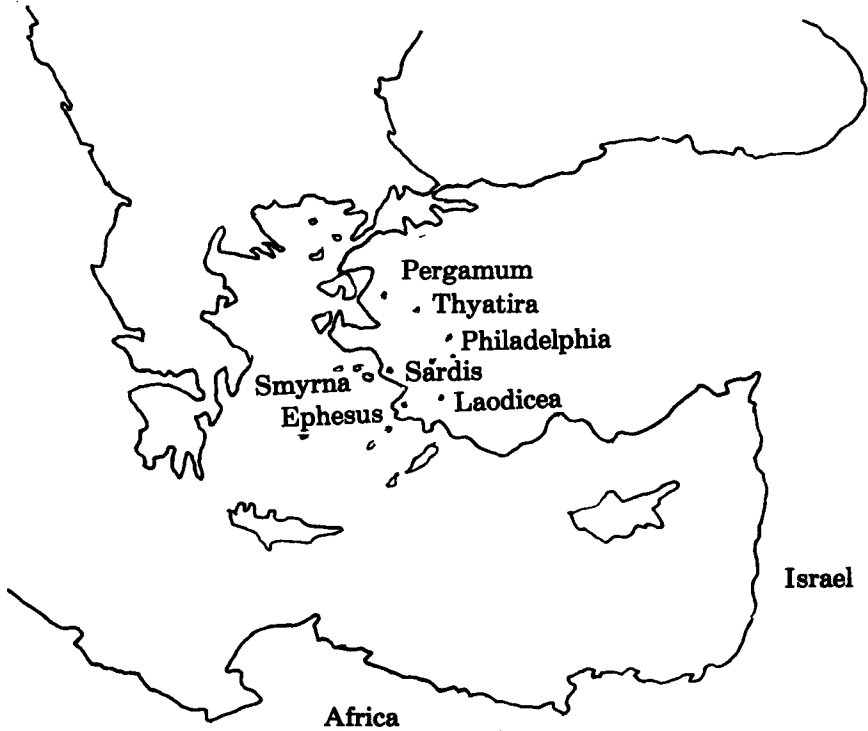 Pergamum
Thyatira
Philadelphia
Sardis
Smyrna
Laodicea
Ephesus
Israel
Africa